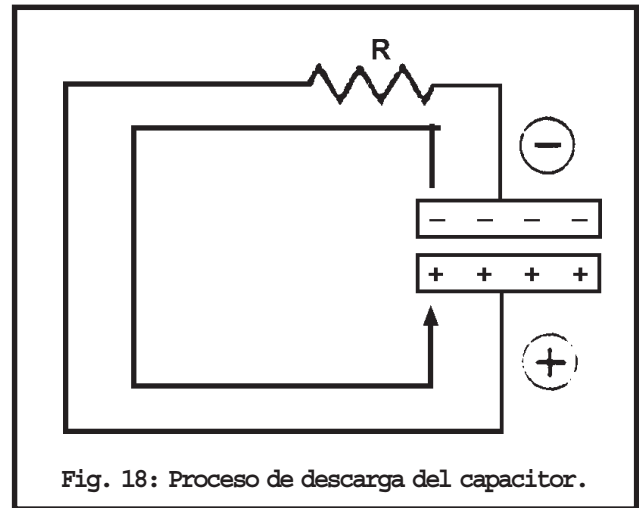 R
−
− − − −
+ + + +
+
Fig. 18: Proceso de descarga del capacitor.